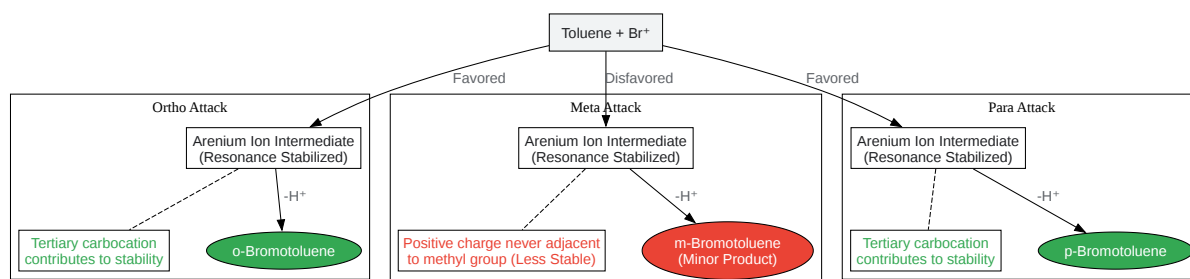 Toluene + Br⁺
Favored
Disfavored
Favored
Ortho Attack
Arenium Ion Intermediate
(Resonance Stabilized)
-H⁺
Tertiary carbocation
contributes to stability
o-Bromotoluene
Meta Attack
Arenium Ion Intermediate
(Resonance Stabilized)
-H⁺
Positive charge never adjacent
to methyl group (Less Stable)
m-Bromotoluene
(Minor Product)
Para Attack
Arenium Ion Intermediate
(Resonance Stabilized)
-H⁺
Tertiary carbocation
contributes to stability
p-Bromotoluene